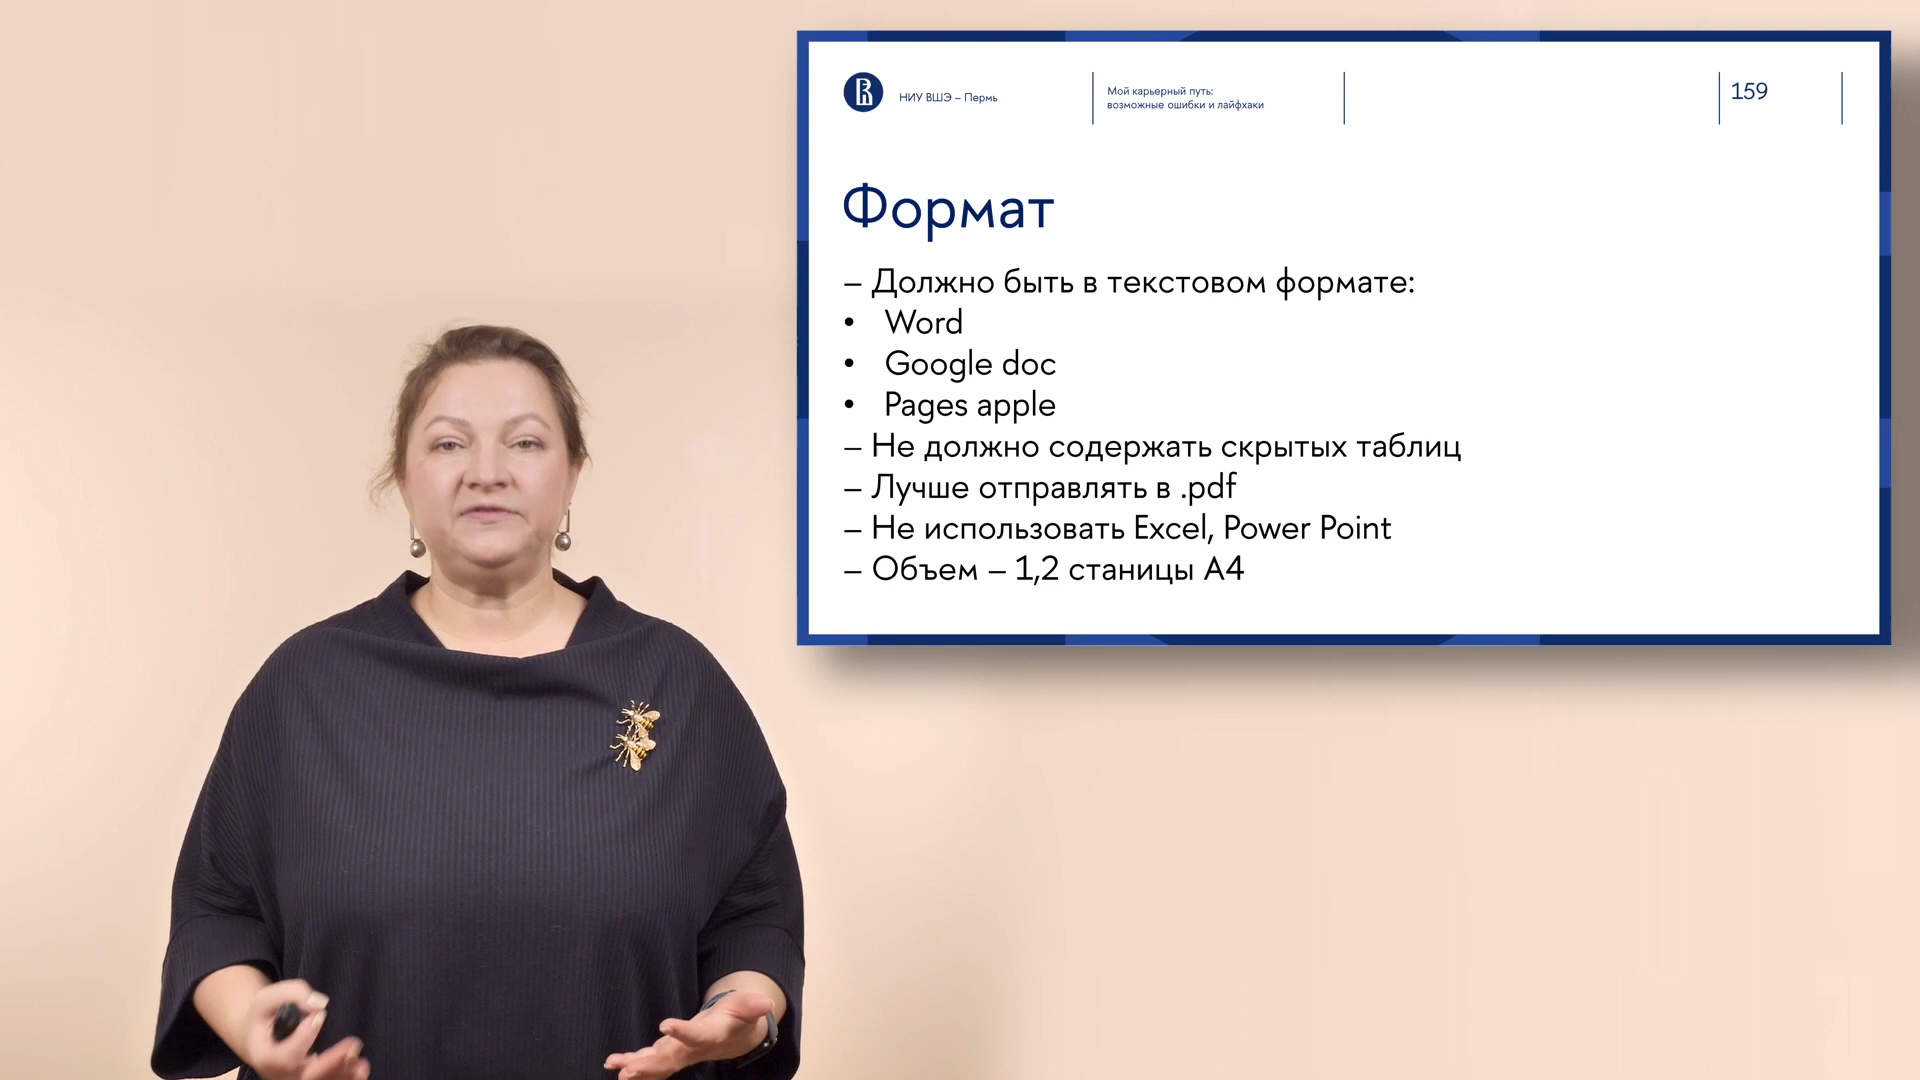 НИУ ВШЭ – Пермь
Мой карьерный путь:
возможные ошибки и лайфхаки
159
Формат
– Должно быть в текстовом формате:
• Word
• Google doc
• Pages apple
– Не должно содержать скрытых таблиц
– Лучше отправлять в .pdf
– Не использовать Excel, Power Point
– Объем – 1,2 станицы А4